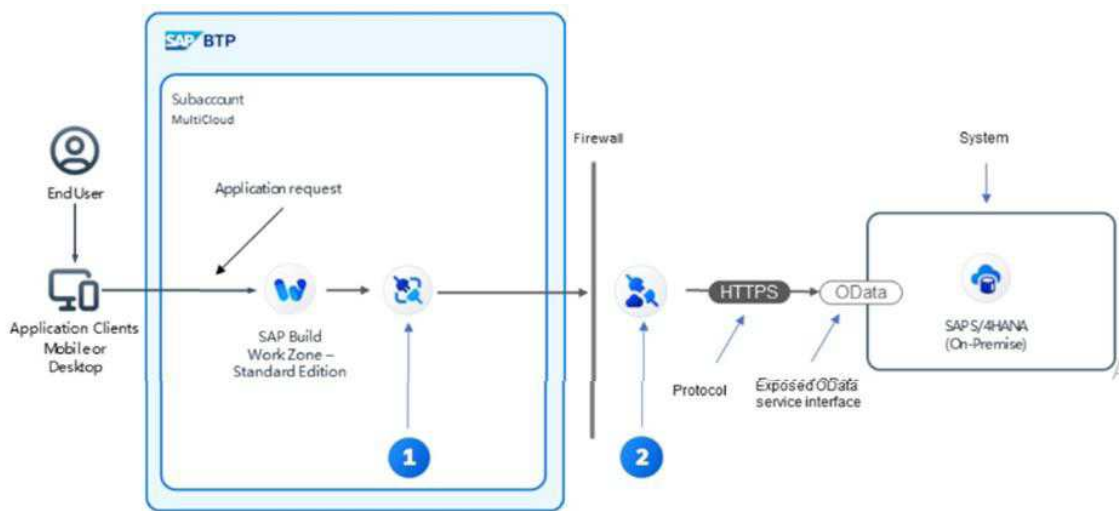 SAP BTP
Subaccount
MultiCloud
Firewall
System
End User
Application request
HTTPS
OData
Application Clients
Mobile or
Desktop
SAP Build
Work Zone –
Standard Edition
SAP S/4HANA
(On-Premise)
Protocol
Exposed OData
service interface
1
2